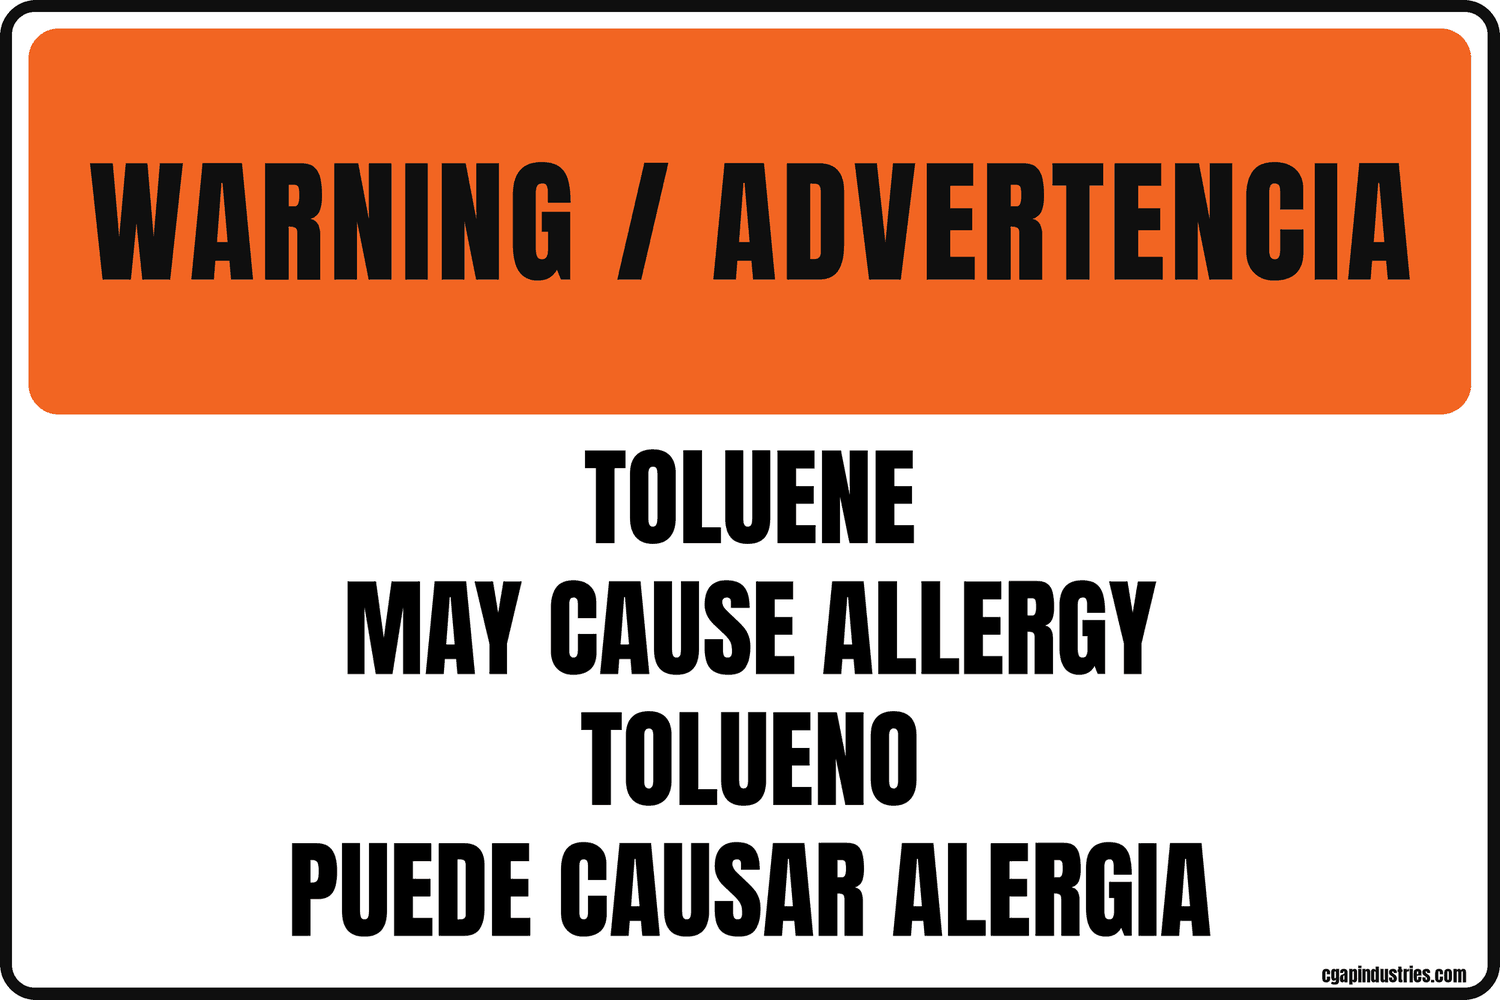 WARNING / ADVERTENCIA
TOLUENE
MAY CAUSE ALLERGY
TOLUENO
PUEDE CAUSAR ALERGIA
cgapindustries.com